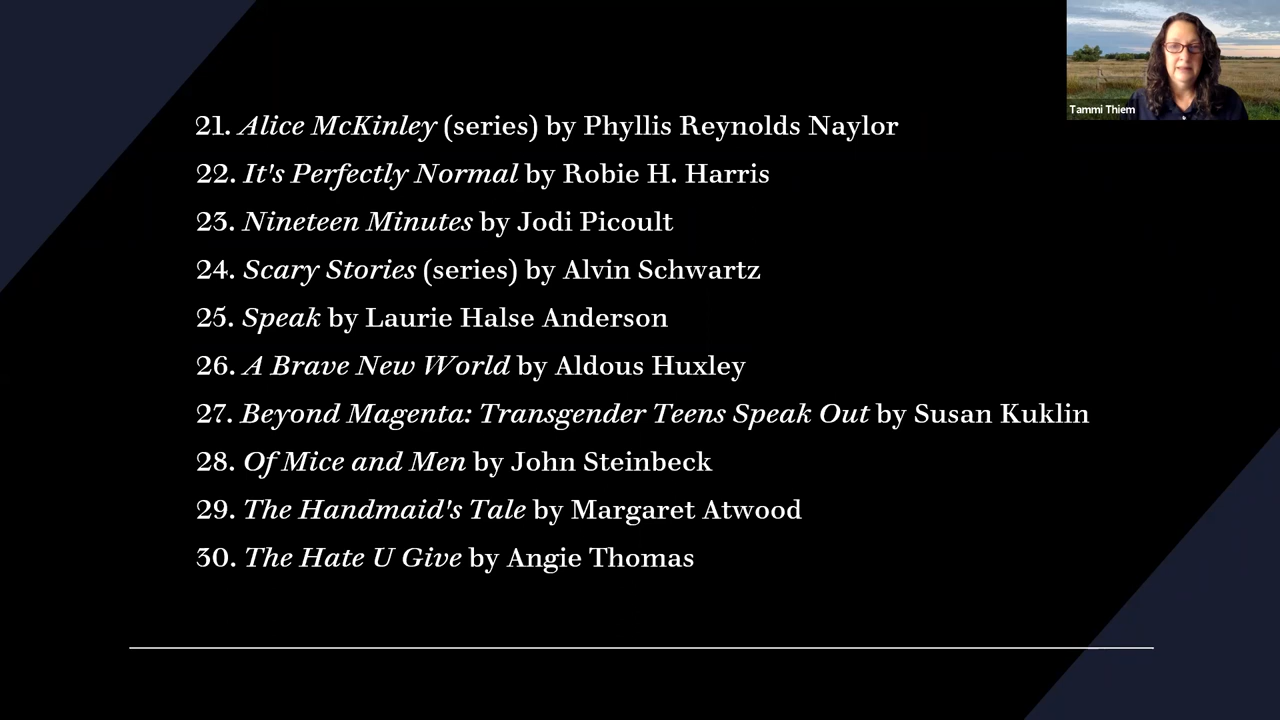 21. Alice McKinley (series) by Phyllis Reynolds Naylor
22. It's Perfectly Normal by Robie H. Harris
23. Nineteen Minutes by Jodi Picoult
24. Scary Stories (series) by Alvin Schwartz
25. Speak by Laurie Halse Anderson
26. A Brave New World by Aldous Huxley
27. Beyond Magenta: Transgender Teens Speak Out by Susan Kuklin
28. Of Mice and Men by John Steinbeck
29. The Handmaid's Tale by Margaret Atwood
30. The Hate U Give by Angie Thomas
Tammi Thiem